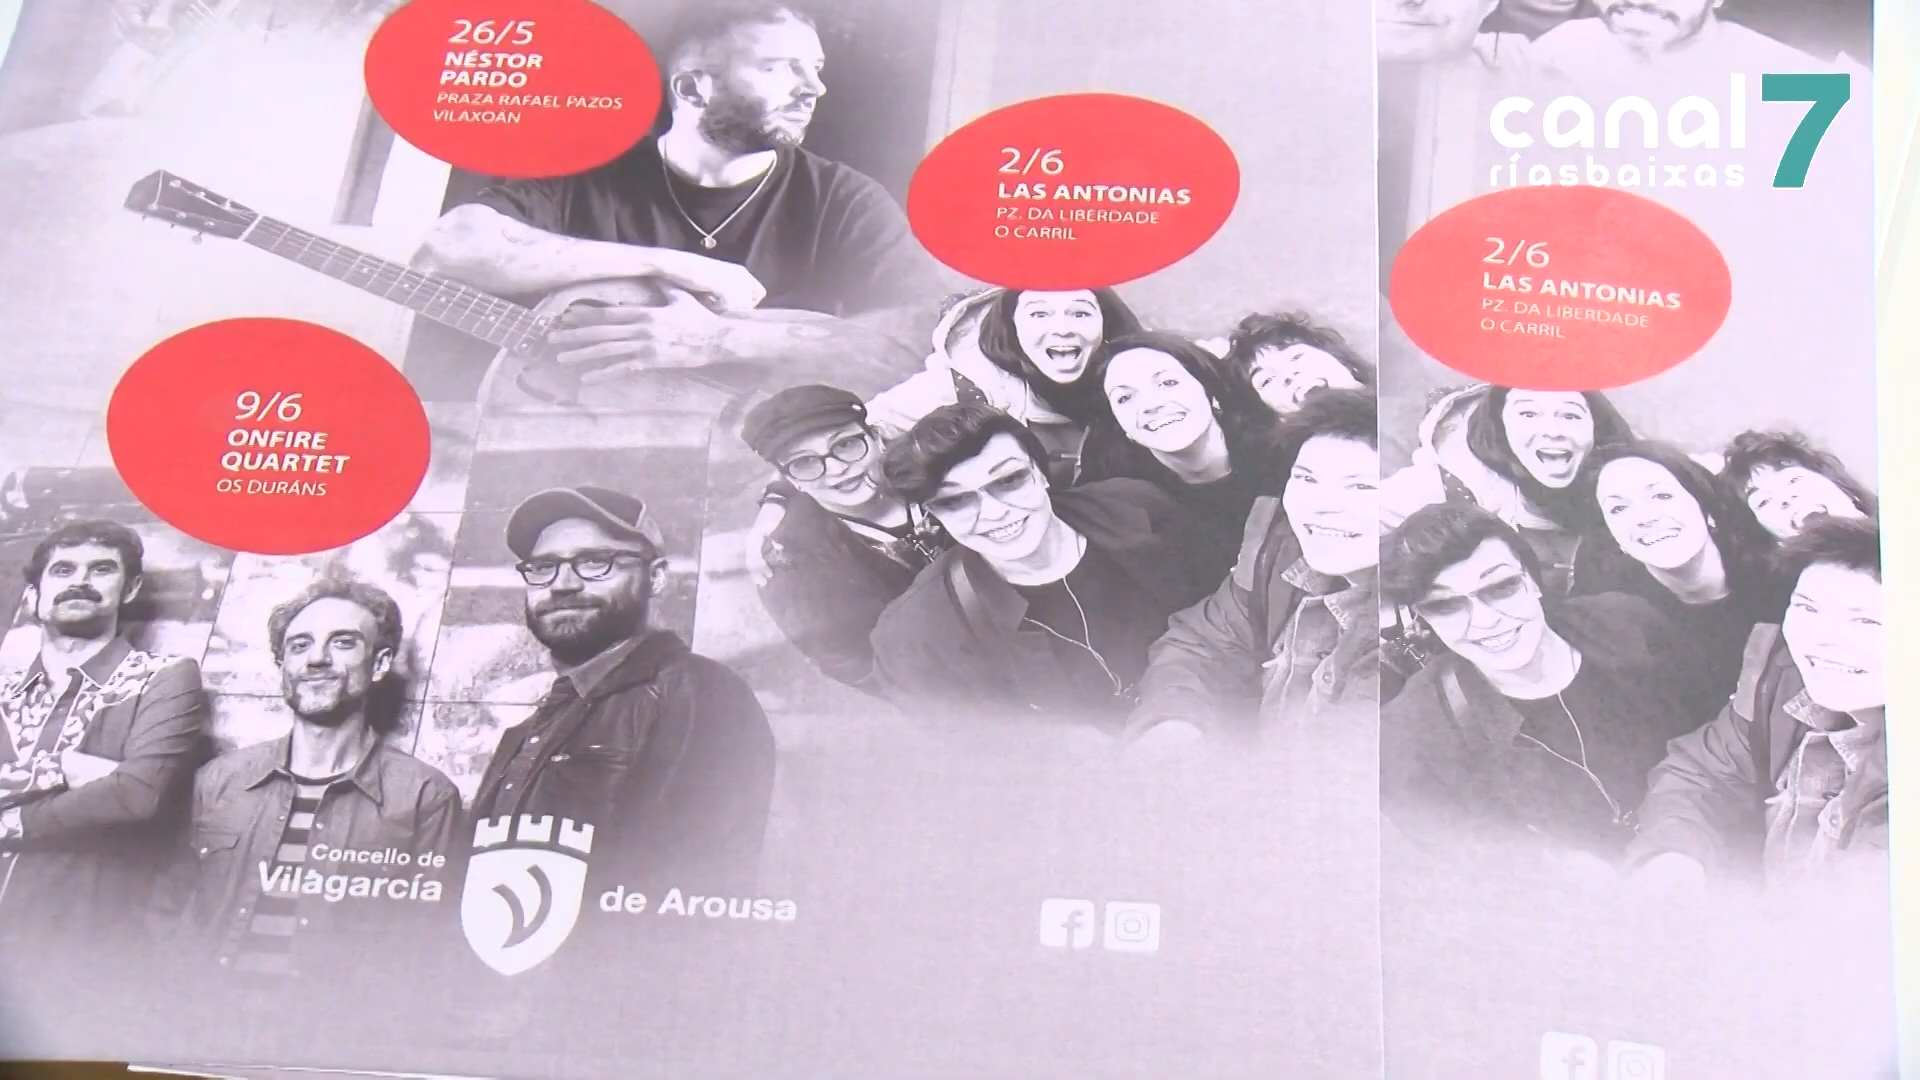 26/5
NÉSTOR
PARDO
PRAZA RAFAEL PAZOS
VILAXOÁN
2/6
LAS ANTONIAS
PZ. DA LIBERDADE
O CARRIL
canal 7
ríasbaixas
2/6
LAS ANTONIAS
PZ. DA LIBERDADE
O CARRIL
9/6
ONFIRE
QUARTET
OS DURÁNS
Concello de
Vilagarcía
de Arousa